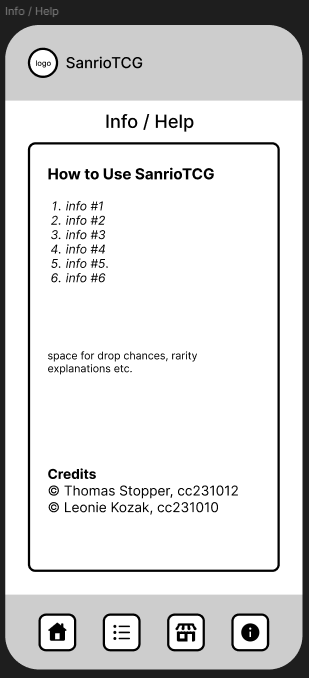 Info / Help
logo
SanrioTCG
Info / Help
How to Use SanrioTCG
1. info #1
2. info #2
3. info #3
4. info #4
5. info #5.
6. info #6
space for drop chances, rarity
explanations etc.
Credits
© Thomas Stopper, cc231012
© Leonie Kozak, cc231010